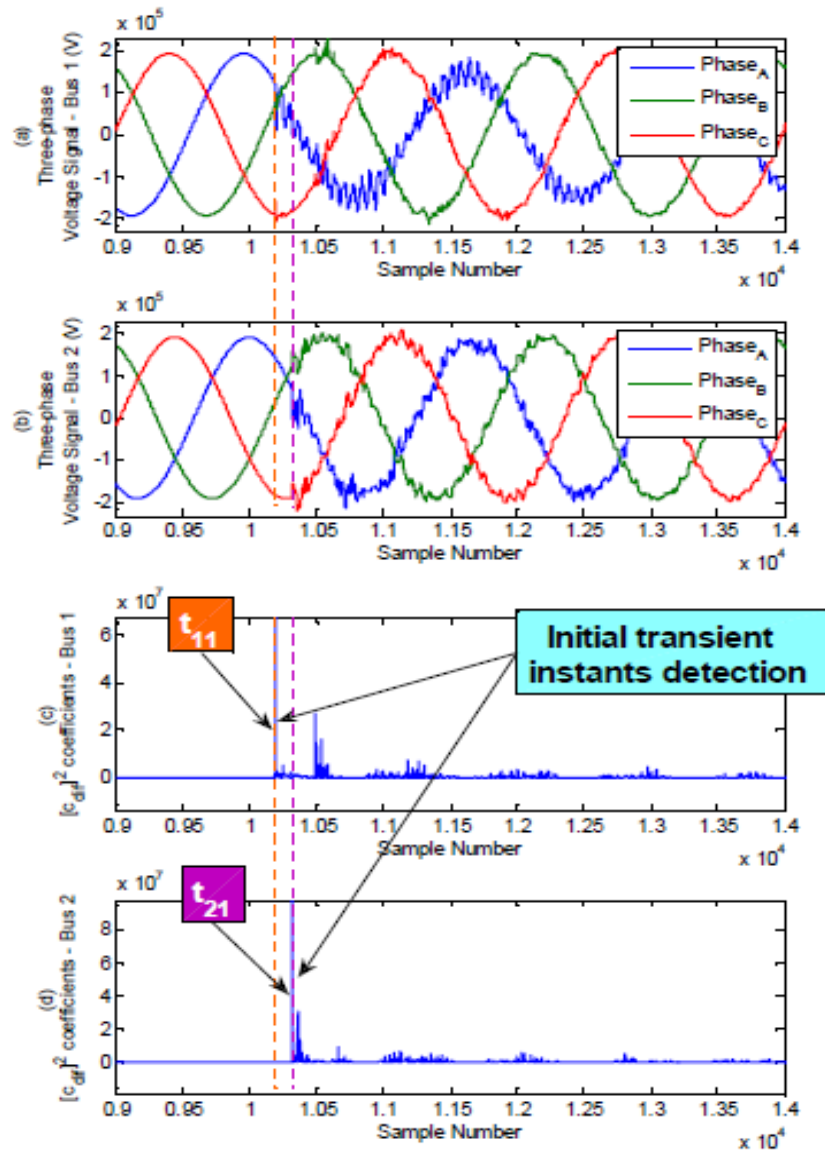 x 10^5
2
1
0
-1
-2
(a)
Three-phase
Voltage Signal - Bus 1 (V)
Phase_A
Phase_B
Phase_C
0.9 0.95 1 1.05 1.1 1.15 1.2 1.25 1.3 1.35 1.4
Sample Number
x 10^4
x 10^5
2
1
0
-1
-2
(b)
Three-phase
Voltage Signal - Bus 2 (V)
Phase_A
Phase_B
Phase_C
0.9 0.95 1 1.05 1.1 1.15 1.2 1.25 1.3 1.35 1.4
Sample Number
x 10^4
x 10^7
t_11
Initial transient
instants detection
6
4
2
0
(c)
[c_dif]^2 coefficients - Bus 1
0.9 0.95 1 1.05 1.1 1.15 1.2 1.25 1.3 1.35 1.4
Sample Number
x 10^4
x 10^7
t_21
8
6
4
2
0
(d)
[c_dif]^2 coefficients - Bus 2
0.9 0.95 1 1.05 1.1 1.15 1.2 1.25 1.3 1.35 1.4
Sample Number
x 10^4